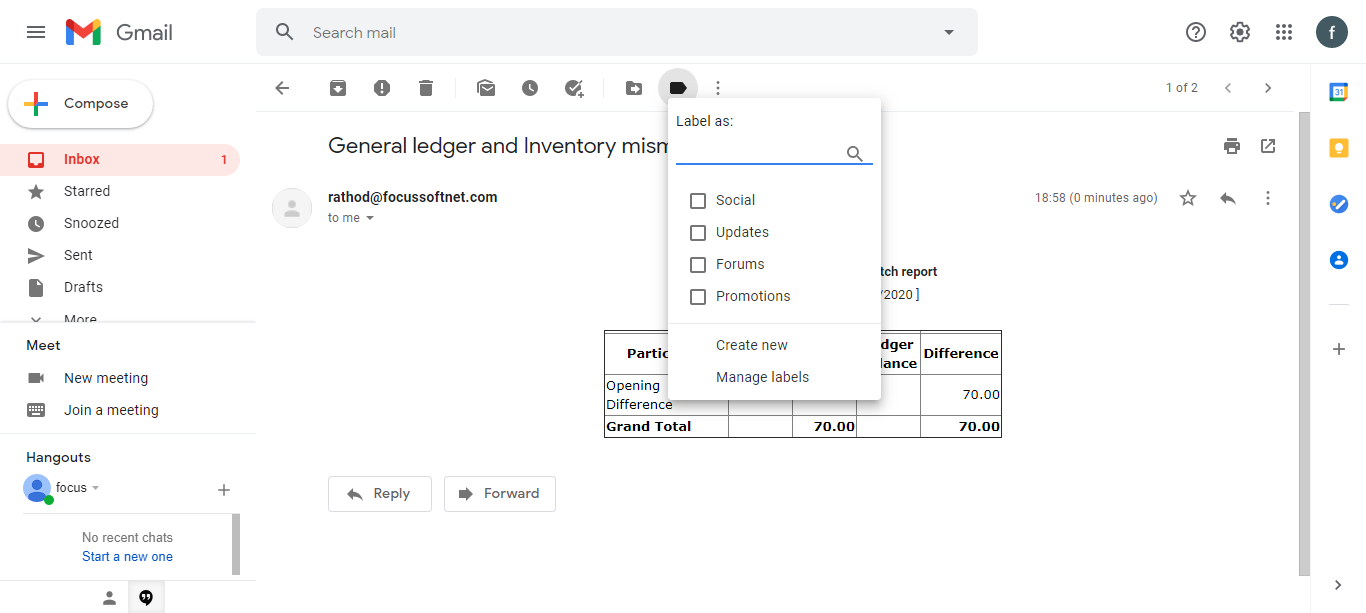 Gmail
Search mail
f
Compose
1 of 2
31
Label as:
General ledger and Inventory mism
Inbox 1
Starred
Snoozed
Sent
Drafts
More
rathod@focussoftnet.com
to me
18:58 (0 minutes ago)
Social
Updates
Forums
Promotions
Create new
Manage labels
tch report
/2020 ]
Partic
dger
lance
Difference
Opening
Difference
70.00
Grand Total 70.00 70.00
Reply
Forward
Meet
New meeting
Join a meeting
Hangouts
focus
No recent chats
Start a new one